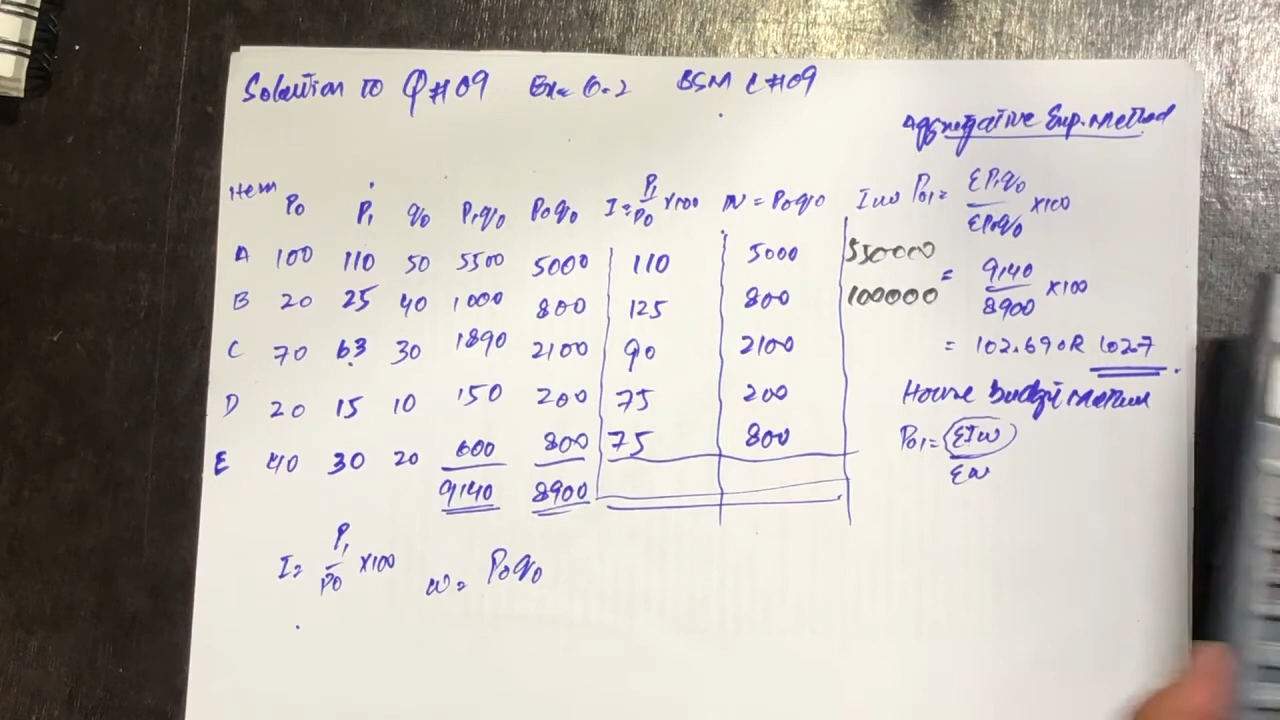 Solution to Q#09 Ex 6.2 BSM C#09
Aggregative Exp. Method
Item P0 P1 q0 P1q0 P0q0 I = P1/P0 ×100 W = P0q0 IW P01 = ΣP1q0/ΣP0q0 ×100
A 100 110 50 5500 5000 110 5000 550000
B 20 25 40 1000 800 125 800 100000 = 9140/8900 ×100
C 70 63 30 1890 2100 90 2100 = 102.69 OR 102.7
D 20 15 10 150 200 75 200 House budget method
E 40 30 20 600 800 75 800 P01 = ΣIW/ΣW
9140 8900
I = P1/P0 ×100 w = P0q0